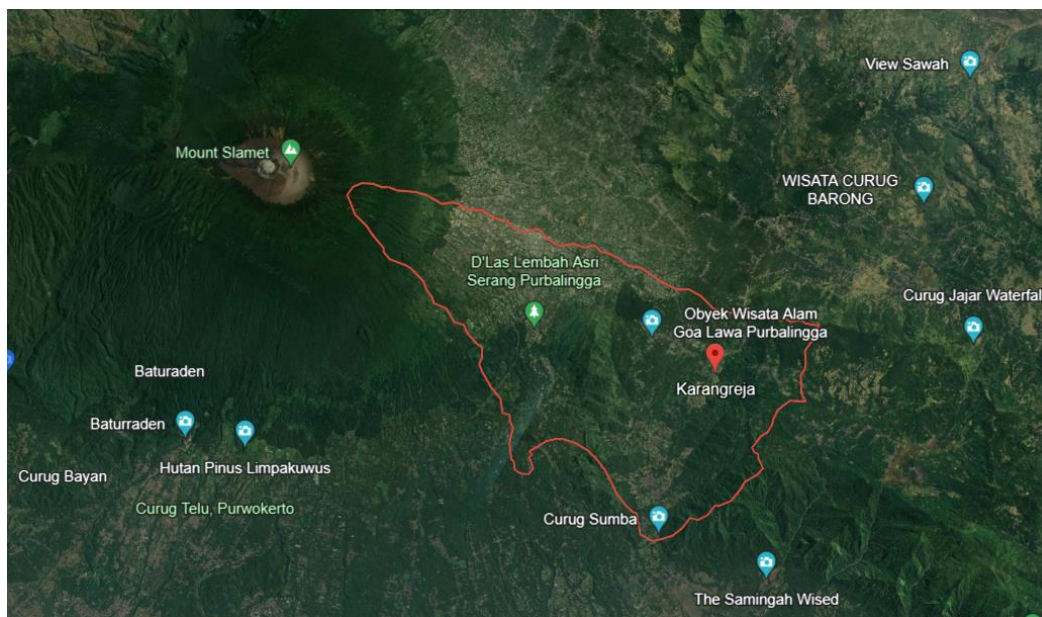 View Sawah
Mount Slamet
WISATA CURUG
BARONG
D'Las Lembah Asri
Serang Purbalingga
Curug Jajar Waterfal
Obyek Wisata Alam
Goa Lawa Purbalingga
Baturaden
Karangreja
Baturraden
Hutan Pinus Limpakuwus
Curug Bayan
Curug Telu, Purwokerto
Curug Sumba
The Samingah Wised